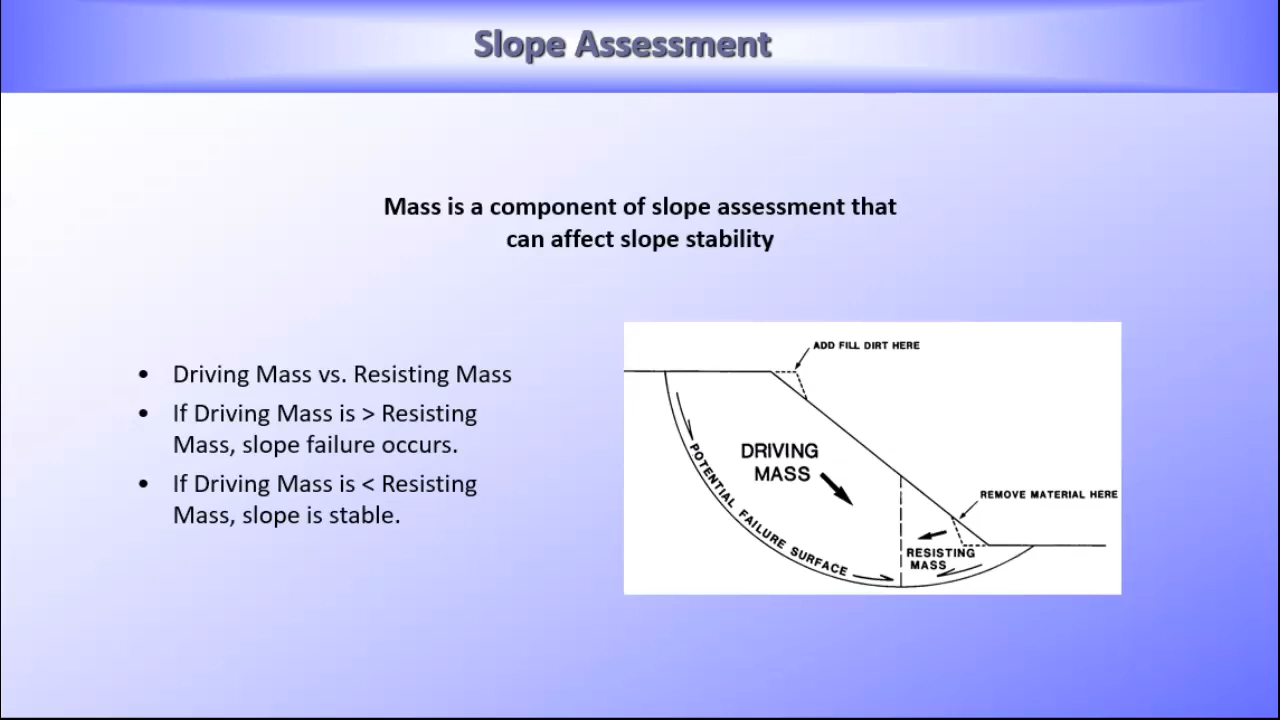 Slope Assessment
Mass is a component of slope assessment that
can affect slope stability
• Driving Mass vs. Resisting Mass
• If Driving Mass is > Resisting
Mass, slope failure occurs.
• If Driving Mass is < Resisting
Mass, slope is stable.
ADD FILL DIRT HERE
DRIVING
MASS
POTENTIAL FAILURE SURFACE
REMOVE MATERIAL HERE
RESISTING
MASS